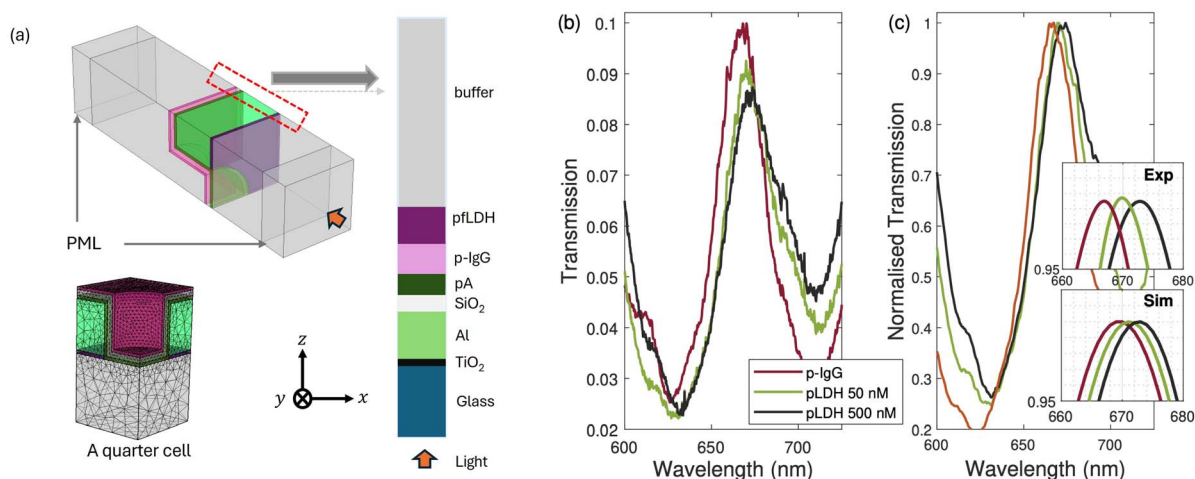 (a)
PML
A quarter cell
z
y
x
buffer
pfLDH
p-IgG
pA
SiO₂
Al
TiO₂
Glass
Light
(b)
0.1
0.09
0.08
0.07
0.06
0.05
0.04
0.03
0.02
Transmission
600
650
700
Wavelength (nm)
p-IgG
pLDH 50 nM
pLDH 500 nM
(c)
1
0.9
0.8
0.7
0.6
0.5
0.4
0.3
0.2
Normalised Transmission
600
650
700
Wavelength (nm)
Exp
0.95
660
670
680
Sim
0.95
660
670
680